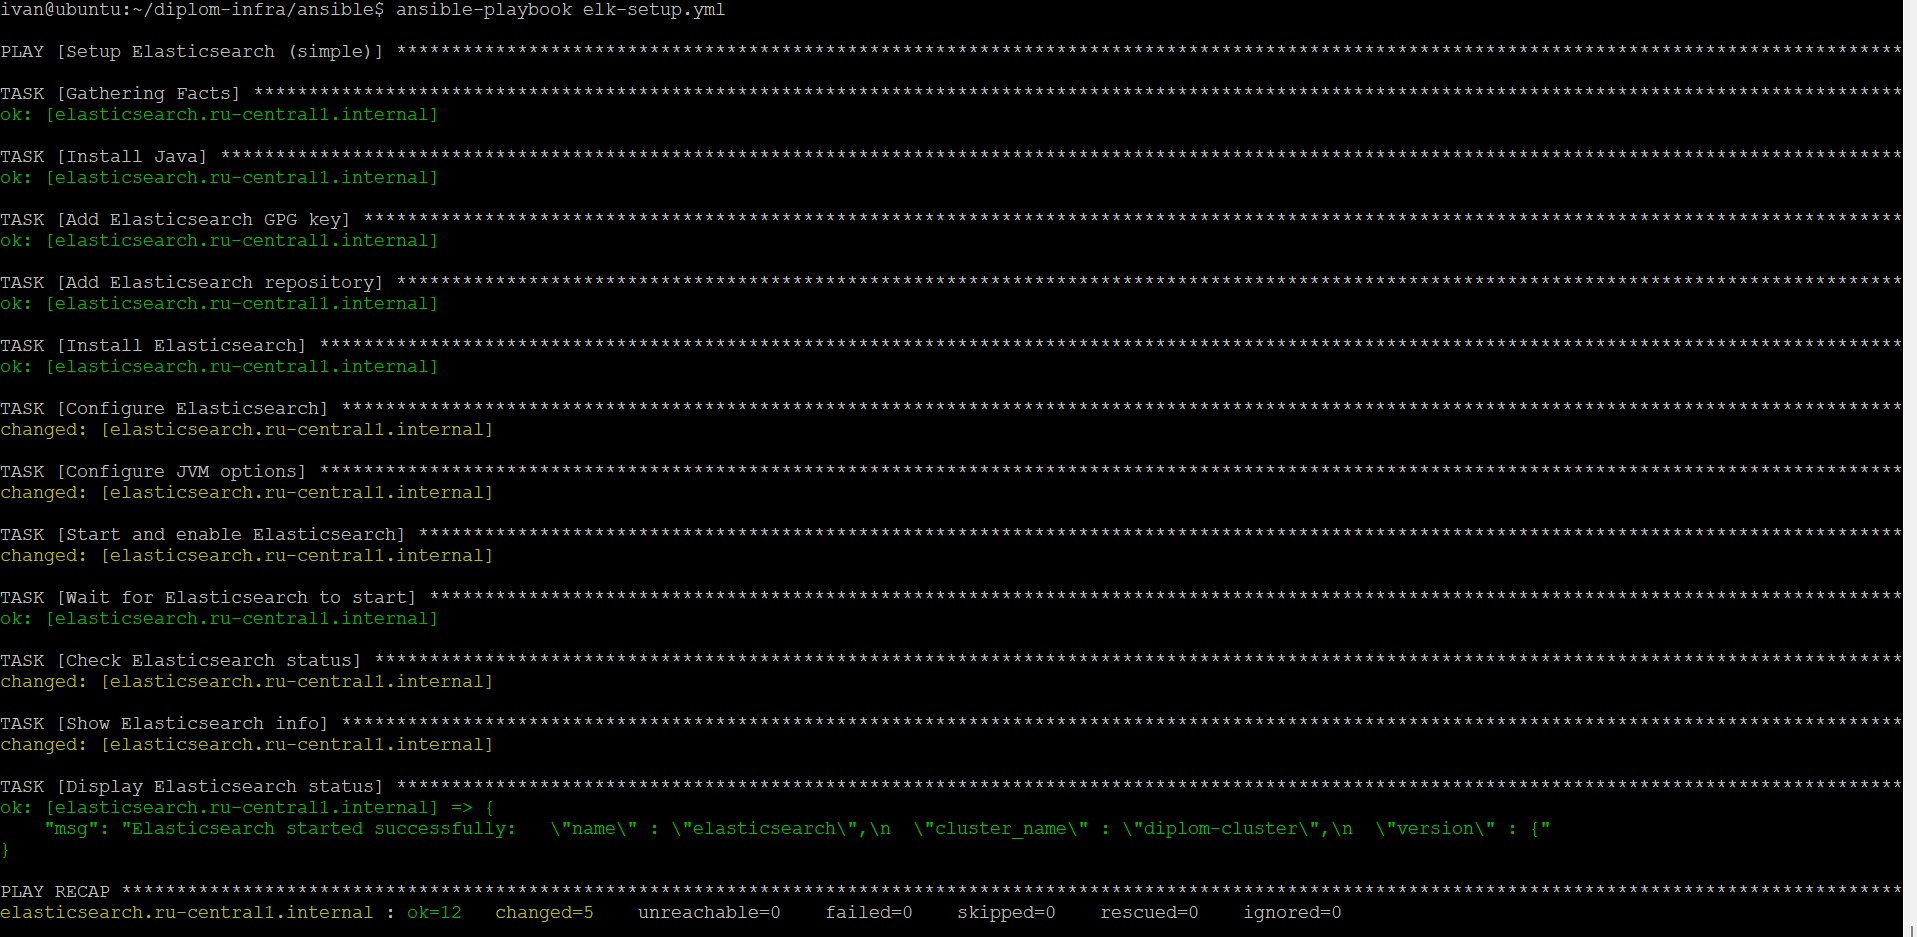 ivan@ubuntu:~/diplom-infra/ansible$ ansible-playbook elk-setup.yml
PLAY [Setup Elasticsearch (simple)] *****************************************************************************************************************************************
TASK [Gathering Facts] ******************************************************************************************************************************************************
ok: [elasticsearch.ru-central1.internal]
TASK [Install Java] *********************************************************************************************************************************************************
ok: [elasticsearch.ru-central1.internal]
TASK [Add Elasticsearch GPG key] ********************************************************************************************************************************************
ok: [elasticsearch.ru-central1.internal]
TASK [Add Elasticsearch repository] *****************************************************************************************************************************************
ok: [elasticsearch.ru-central1.internal]
TASK [Install Elasticsearch] ************************************************************************************************************************************************
ok: [elasticsearch.ru-central1.internal]
TASK [Configure Elasticsearch] **********************************************************************************************************************************************
changed: [elasticsearch.ru-central1.internal]
TASK [Configure JVM options] ************************************************************************************************************************************************
changed: [elasticsearch.ru-central1.internal]
TASK [Start and enable Elasticsearch] ***************************************************************************************************************************************
changed: [elasticsearch.ru-central1.internal]
TASK [Wait for Elasticsearch to start] **************************************************************************************************************************************
ok: [elasticsearch.ru-central1.internal]
TASK [Check Elasticsearch status] *******************************************************************************************************************************************
changed: [elasticsearch.ru-central1.internal]
TASK [Show Elasticsearch info] **********************************************************************************************************************************************
changed: [elasticsearch.ru-central1.internal]
TASK [Display Elasticsearch status] *****************************************************************************************************************************************
ok: [elasticsearch.ru-central1.internal] => {
    "msg": "Elasticsearch started successfully:   \"name\" : \"elasticsearch\",\n  \"cluster_name\" : \"diplom-cluster\",\n  \"version\" : {"
}
PLAY RECAP ******************************************************************************************************************************************************************
elasticsearch.ru-central1.internal : ok=12   changed=5    unreachable=0    failed=0    skipped=0    rescued=0    ignored=0